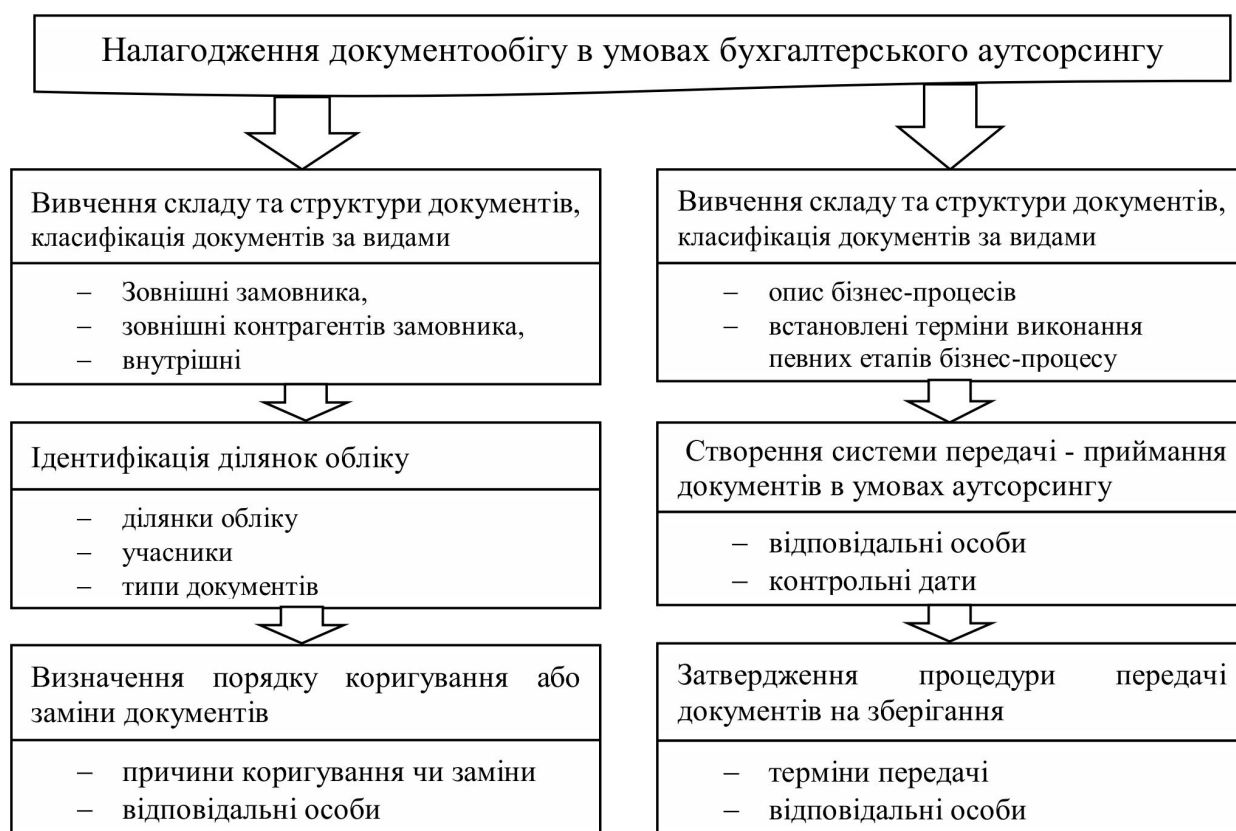 Налагодження документообігу в умовах бухгалтерського аутсорсингу
Вивчення складу та структури документів,
класифікація документів за видами
– Зовнішні замовника,
– зовнішні контрагентів замовника,
– внутрішні
Ідентифікація ділянок обліку
– ділянки обліку
– учасники
– типи документів
Визначення порядку коригування або
заміни документів
– причини коригування чи заміни
– відповідальні особи
Вивчення складу та структури документів,
класифікація документів за видами
– опис бізнес-процесів
– встановлені терміни виконання
певних етапів бізнес-процесу
Створення системи передачі - приймання
документів в умовах аутсорсингу
– відповідальні особи
– контрольні дати
Затвердження процедури передачі
документів на зберігання
– терміни передачі
– відповідальні особи